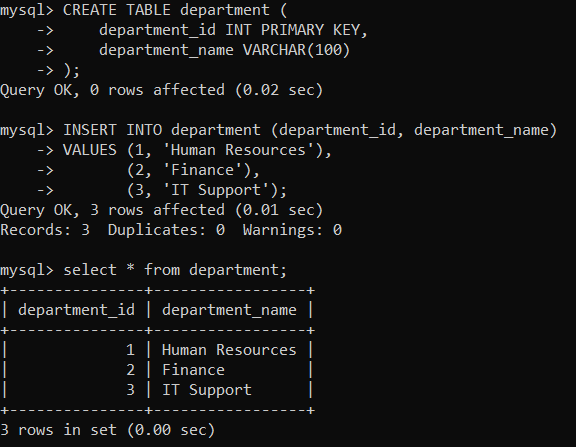 mysql> CREATE TABLE department (
    ->     department_id INT PRIMARY KEY,
    ->     department_name VARCHAR(100)
    -> );
Query OK, 0 rows affected (0.02 sec)

mysql> INSERT INTO department (department_id, department_name)
    -> VALUES (1, 'Human Resources'),
    ->        (2, 'Finance'),
    ->        (3, 'IT Support');
Query OK, 3 rows affected (0.01 sec)
Records: 3  Duplicates: 0  Warnings: 0

mysql> select * from department;
+---------------+-----------------+
| department_id | department_name |
+---------------+-----------------+
|             1 | Human Resources |
|             2 | Finance         |
|             3 | IT Support      |
+---------------+-----------------+
3 rows in set (0.00 sec)